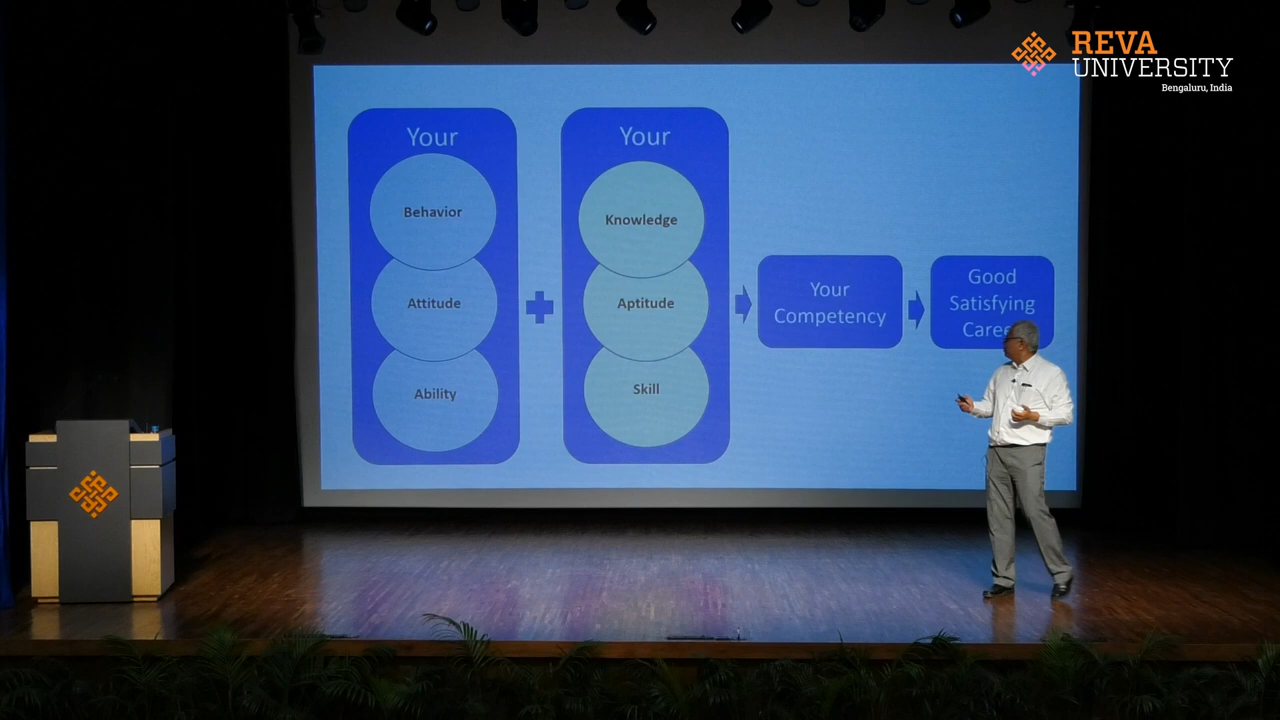 REVA
UNIVERSITY
Bengaluru, India
Your
Behavior
Attitude
Ability
Your
Knowledge
Aptitude
Skill
Your
Competency
Good
Satisfying